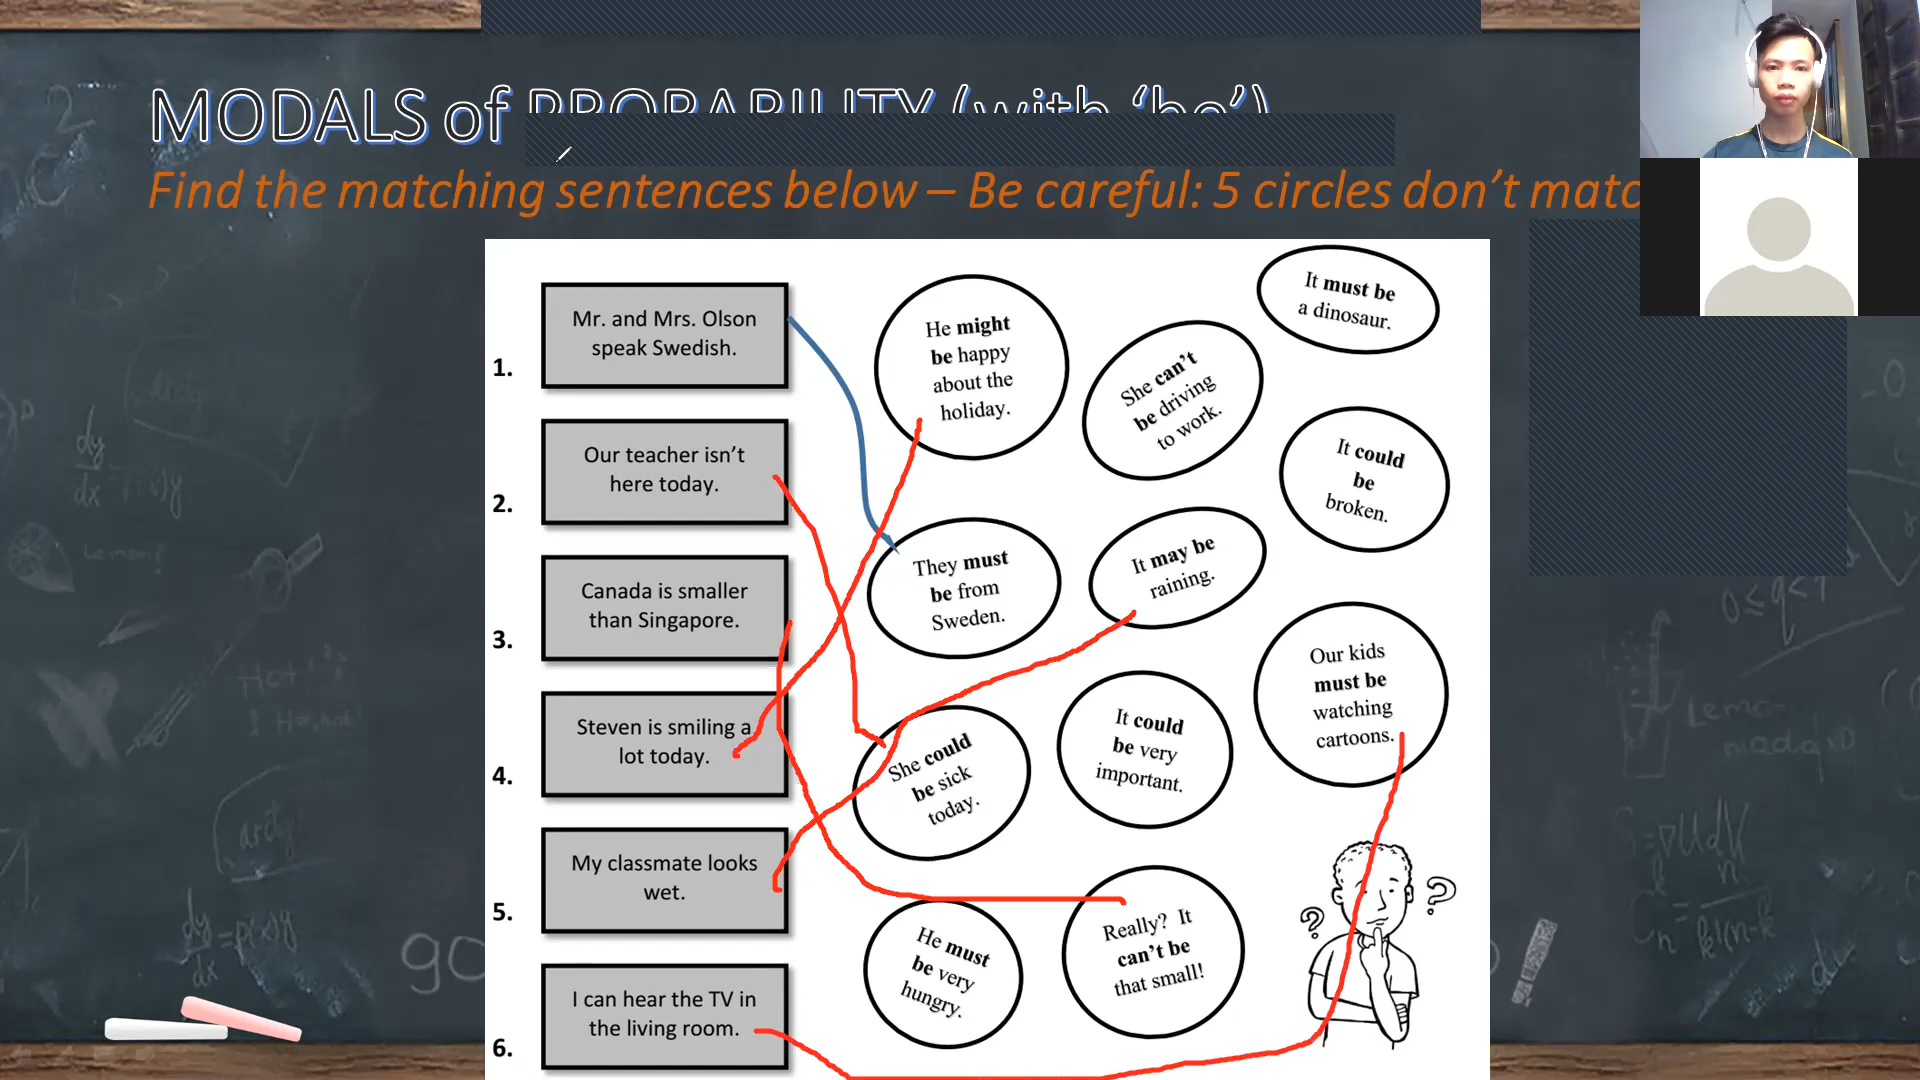 MODALS of PROBABILITY (with ‘be’)
Find the matching sentences below – Be careful: 5 circles don’t matc
1.
Mr. and Mrs. Olson
speak Swedish.
2.
Our teacher isn’t
here today.
3.
Canada is smaller
than Singapore.
4.
Steven is smiling a
lot today.
5.
My classmate looks
wet.
6.
I can hear the TV in
the living room.
He might
be happy
about the
holiday.
She can’t
be driving
to work.
It must be
a dinosaur.
It could
be
broken.
They must
be from
Sweden.
It may be
raining.
Our kids
must be
watching
cartoons.
She could
be sick
today.
It could
be very
important.
He must
be very
hungry.
Really? It
can’t be
that small!
? ?